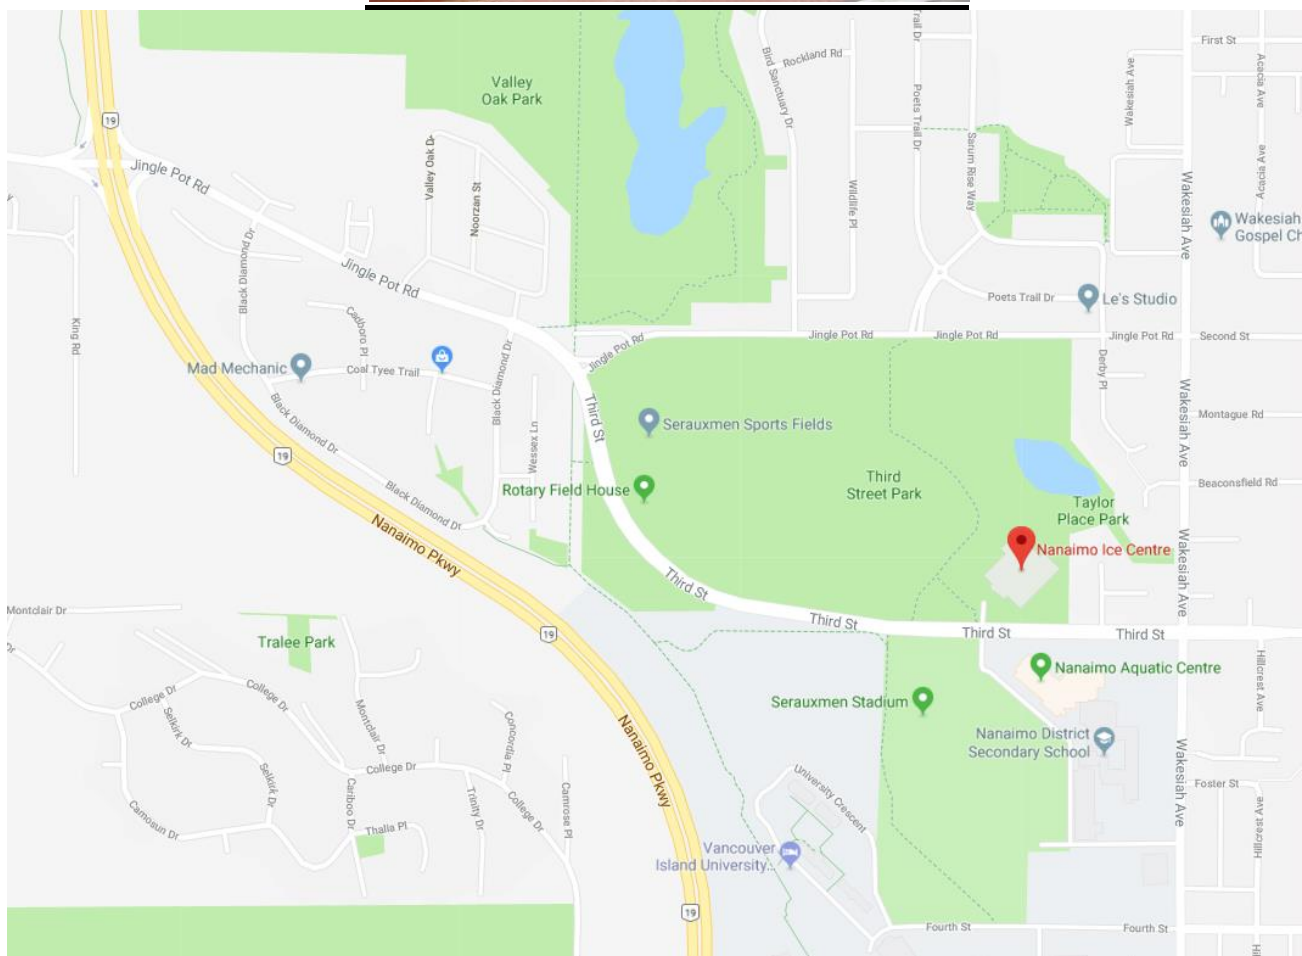 First St
Rockland Rd
Trail Dr
Bird Sanctuary Dr
Wakesiah Ave
Acacia Ave
Valley
Oak Park
19
Poets Trail Dr
Sarum Rise Way
Jingle Pot Rd
Valley Oak Dr
Noorzan St
Wildlife Pl
Wakesiah Ave
Acacia Ave
Wakesiah
Gospel Ch
Black Diamond Dr
Jingle Pot Rd
Poets Trail Dr
Le's Studio
King Rd
Cadboro Pl
Jingle Pot Rd
Jingle Pot Rd
Jingle Pot Rd
Jingle Pot Rd
Second St
Mad Mechanic
Coal Tyee Trail
Black Diamond Dr
Derby Pl
Black Diamond Dr
Third St
Serauxmen Sports Fields
Wakesiah Ave
Montague Rd
19
Wessex Ln
Rotary Field House
Third
Street Park
Beaconsfield Rd
Black Diamond Dr
Taylor
Place Park
Nanaimo Pkwy
Nanaimo Ice Centre
Wakesiah Ave
Third St
Montclair Dr
Dr
19
Third St
Third St
Third St
Tralee Park
Nanaimo Aquatic Centre
Hillcrest Ave
College Dr
College Dr
Serauxmen Stadium
Selkirk Dr
Montclair Dr
Concordia Pl
Nanaimo Pkwy
Nanaimo District
Secondary School
Wakesiah Ave
College Dr
Selkirk Dr
Cariboo Dr
Trinity Dr
College Dr
Camrose Pl
University Crescent
Foster St
Camosun Dr
Thalia Pl
Hillcrest Ave
Vancouver
Island University...
19
Fourth St
Fourth St